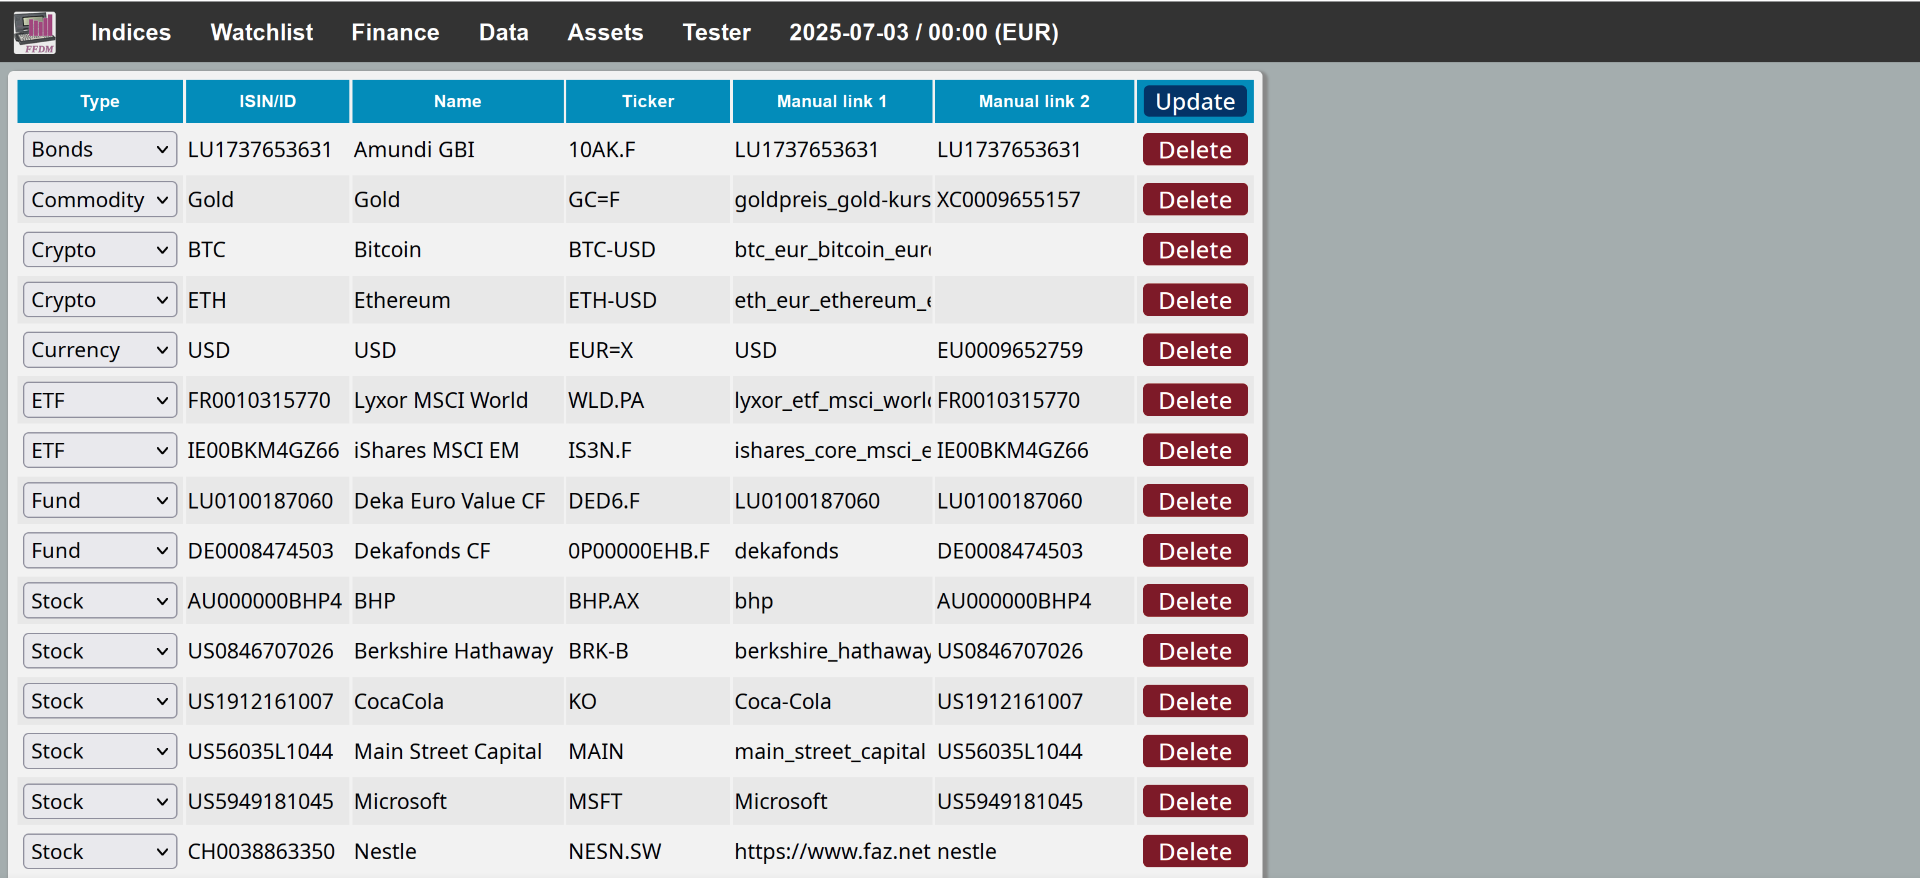 FFDM Indices Watchlist Finance Data Assets Tester 2025-07-03 / 00:00 (EUR)
Type ISIN/ID Name Ticker Manual link 1 Manual link 2 Update
Bonds LU1737653631 Amundi GBI 10AK.F LU1737653631 LU1737653631 Delete
Commodity Gold Gold GC=F goldpreis_gold-kurs XC0009655157 Delete
Crypto BTC Bitcoin BTC-USD btc_eur_bitcoin_euro Delete
Crypto ETH Ethereum ETH-USD eth_eur_ethereum_e Delete
Currency USD USD EUR=X USD EU0009652759 Delete
ETF FR0010315770 Lyxor MSCI World WLD.PA lyxor_etf_msci_world FR0010315770 Delete
ETF IE00BKM4GZ66 iShares MSCI EM IS3N.F ishares_core_msci_e IE00BKM4GZ66 Delete
Fund LU0100187060 Deka Euro Value CF DED6.F LU0100187060 LU0100187060 Delete
Fund DE0008474503 Dekafonds CF 0P00000EHB.F dekafonds DE0008474503 Delete
Stock AU000000BHP4 BHP BHP.AX bhp AU000000BHP4 Delete
Stock US0846707026 Berkshire Hathaway BRK-B berkshire_hathaway US0846707026 Delete
Stock US1912161007 CocaCola KO Coca-Cola US1912161007 Delete
Stock US56035L1044 Main Street Capital MAIN main_street_capital US56035L1044 Delete
Stock US5949181045 Microsoft MSFT Microsoft US5949181045 Delete
Stock CH0038863350 Nestle NESN.SW https://www.faz.net nestle Delete